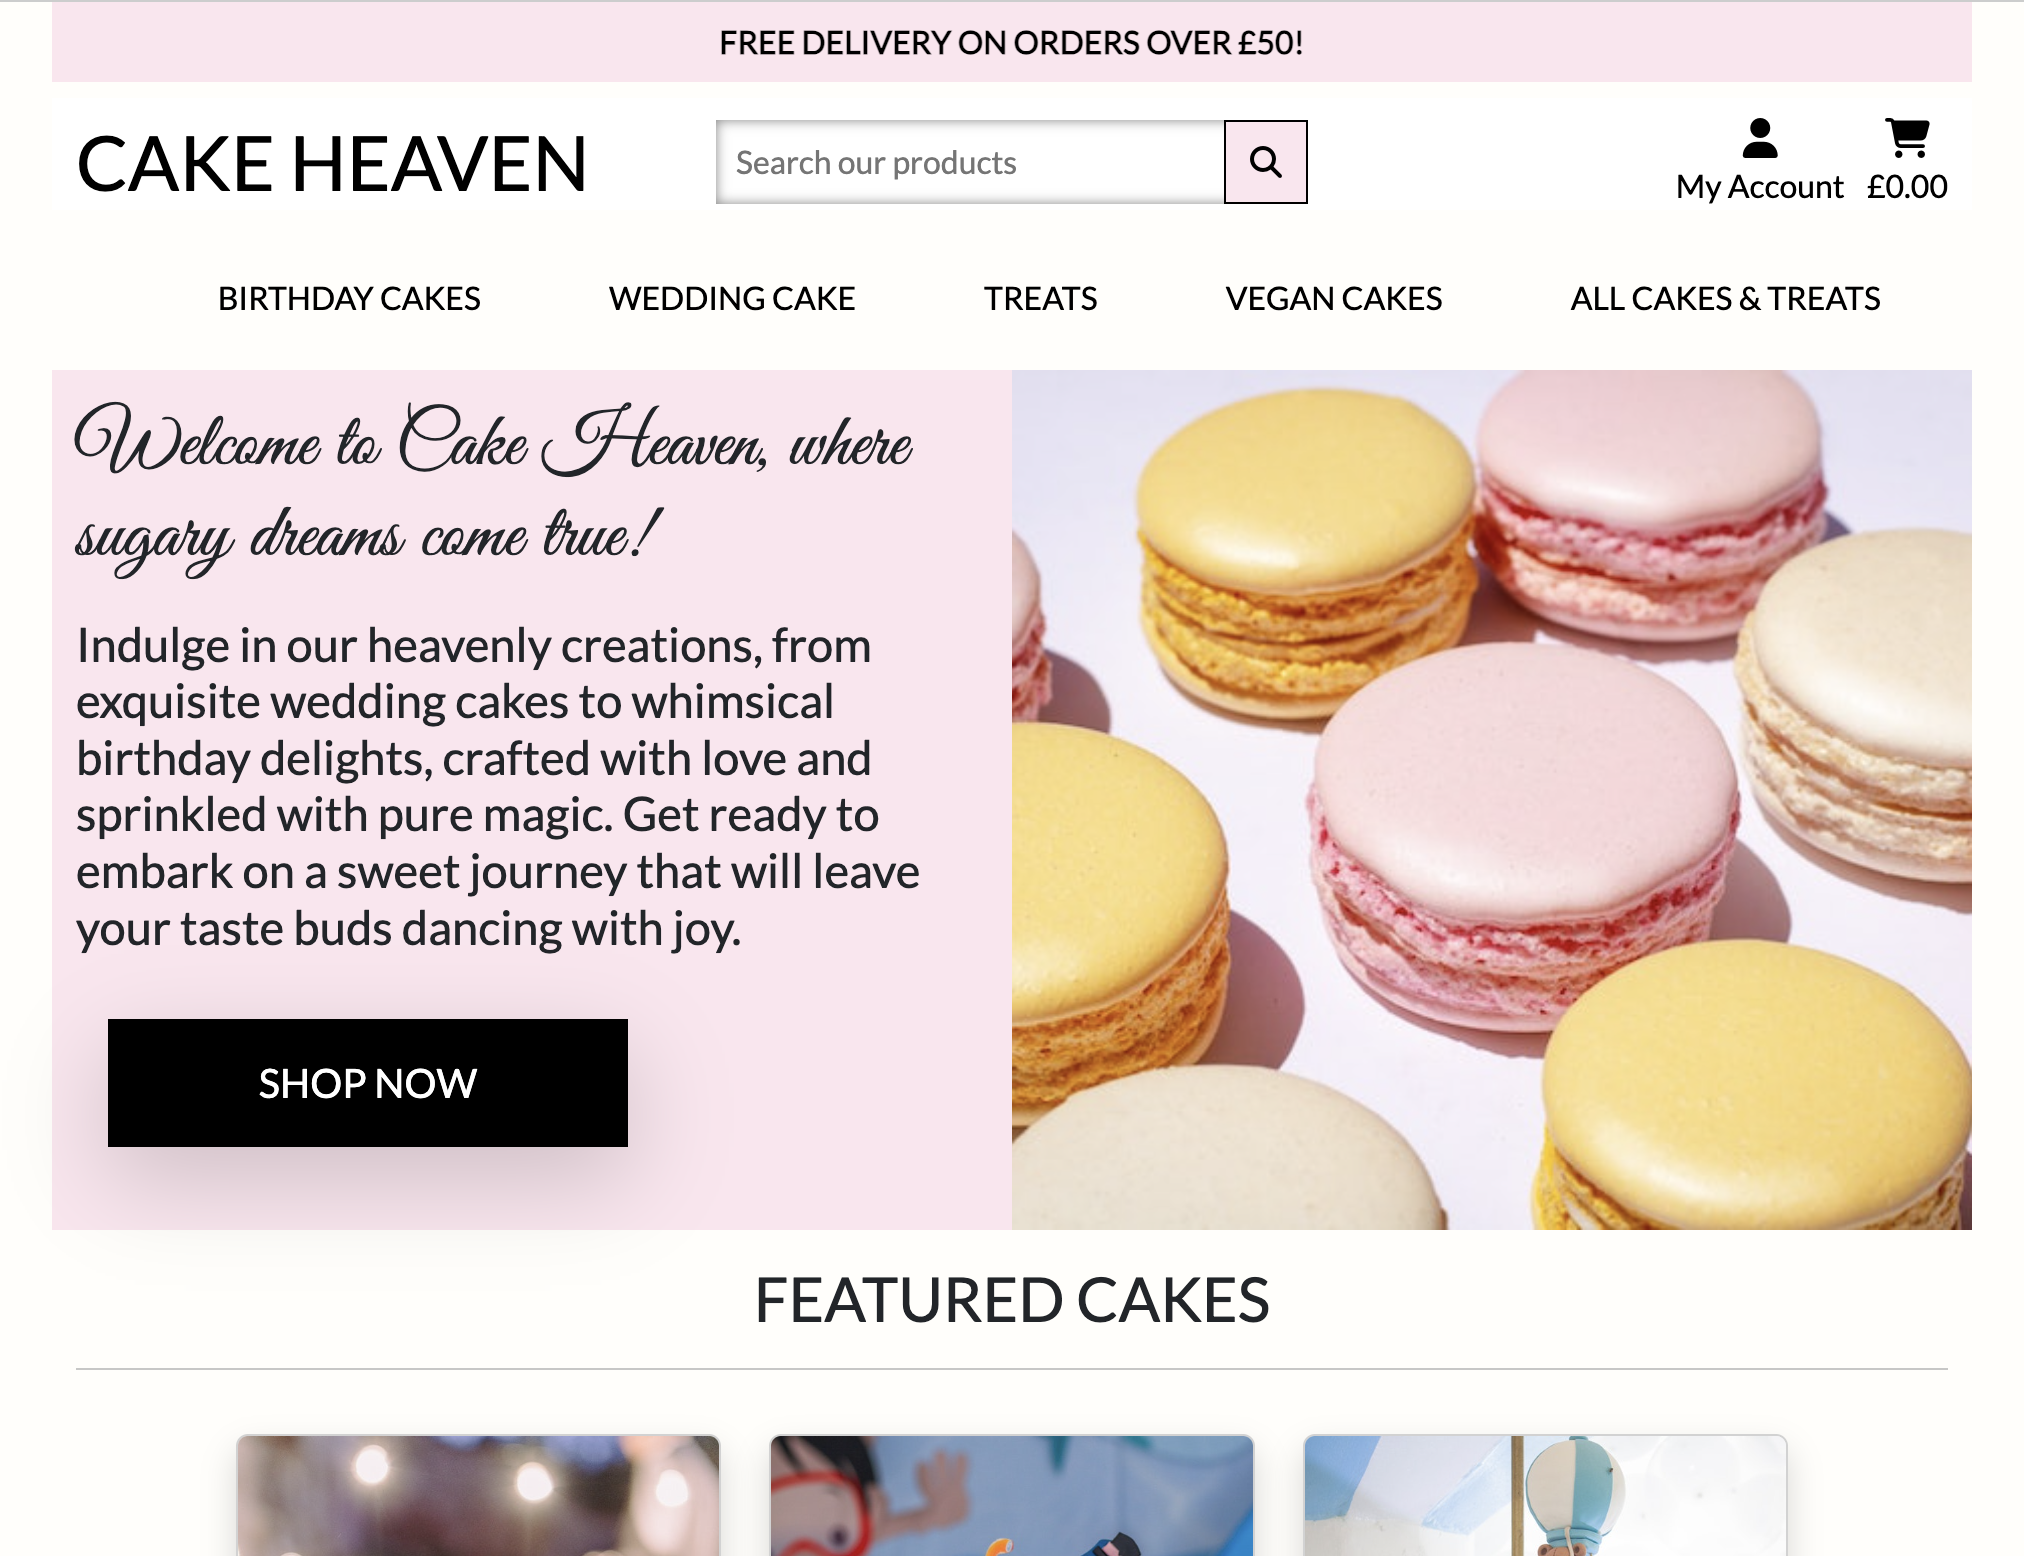 FREE DELIVERY ON ORDERS OVER £50!
CAKE HEAVEN
Search our products
My Account
£0.00
BIRTHDAY CAKES
WEDDING CAKE
TREATS
VEGAN CAKES
ALL CAKES & TREATS
Welcome to Cake Heaven, where
sugary dreams come true!
Indulge in our heavenly creations, from
exquisite wedding cakes to whimsical
birthday delights, crafted with love and
sprinkled with pure magic. Get ready to
embark on a sweet journey that will leave
your taste buds dancing with joy.
SHOP NOW
FEATURED CAKES